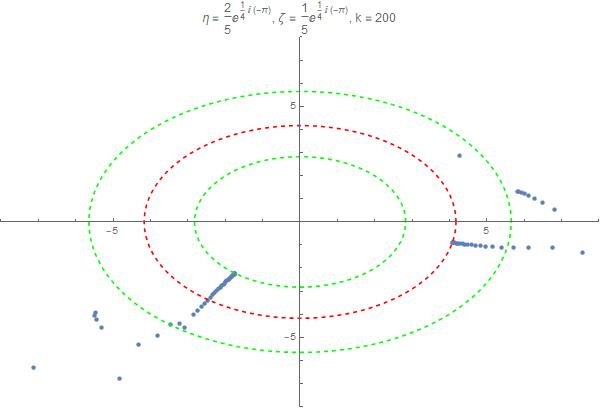 η = 2/5 e^(1/4 i (-π)), ζ = 1/5 e^(1/4 i (-π)), k = 200
5
-5
5
-5